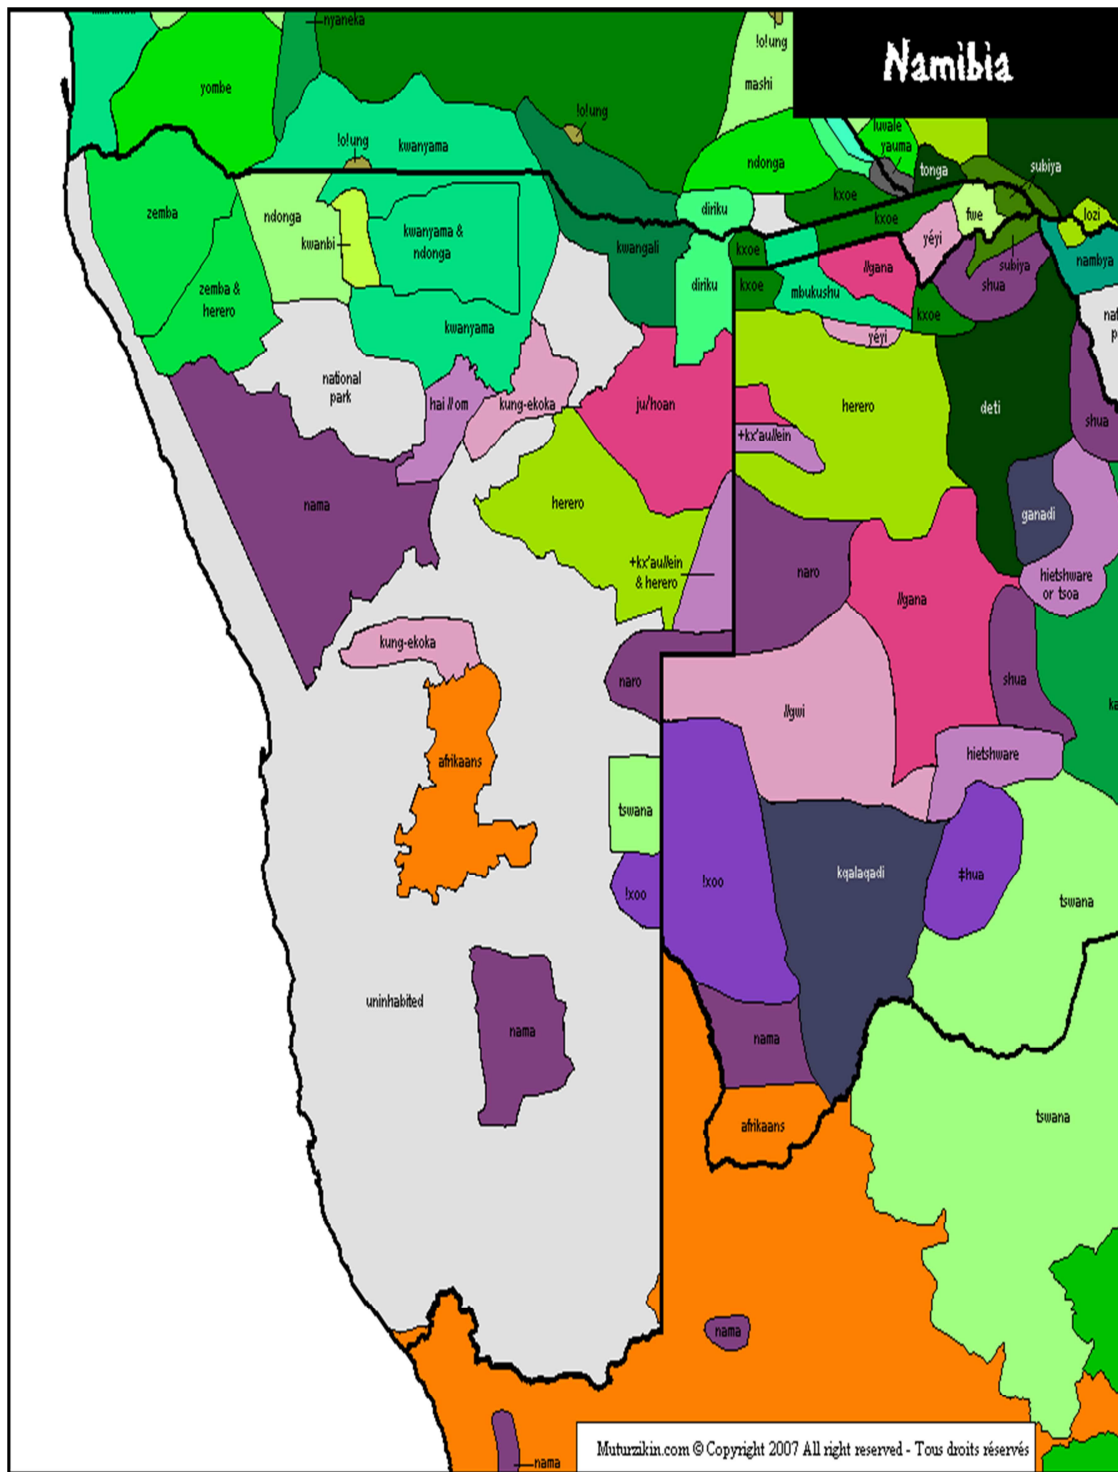 Namibia
nyaneka
!o!ung
mashi
yombe
!o!ung
!o!ung
kwanyama
luvale
yauma
ndonga
tonga
subiya
zemba
ndonga
kwanbi
kwanyama &
ndonga
kwangali
diriku
kxoe
kxoe
fwe
lozi
yéyi
subiya
nambya
kxoe
//gana
shua
zemba &
herero
diriku
kxoe
mbukushu
kxoe
yéyi
kwanyama
national
park
hai // om
kung-ekoka
ju/hoan
herero
deti
shua
+kx'au//ein
nama
herero
ganadi
+kx'au//ein
& herero
naro
//gana
hietshware
or tsoa
kung-ekoka
naro
//gwi
shua
afrikaans
hietshware
tswana
!xoo
!xoo
kqalaqadi
‡hua
tswana
uninhabited
nama
nama
afrikaans
tswana
nama
nama
Muturzikin.com © Copyright 2007 All right reserved - Tous droits réservés